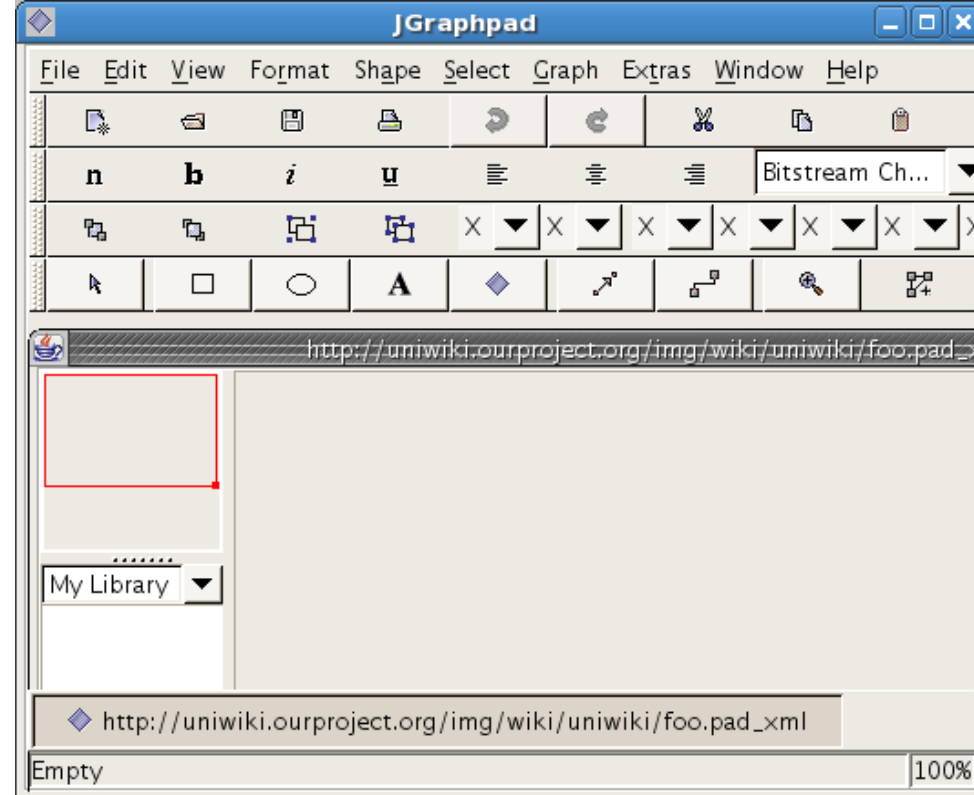 JGraphpad
File Edit View Format Shape Select Graph Extras Window Help
n b i u Bitstream Ch...
X X X X X X X
A
http://uniwiki.ourproject.org/img/wiki/uniwiki/foo.pad_
My Library
http://uniwiki.ourproject.org/img/wiki/uniwiki/foo.pad_xml
Empty 100%